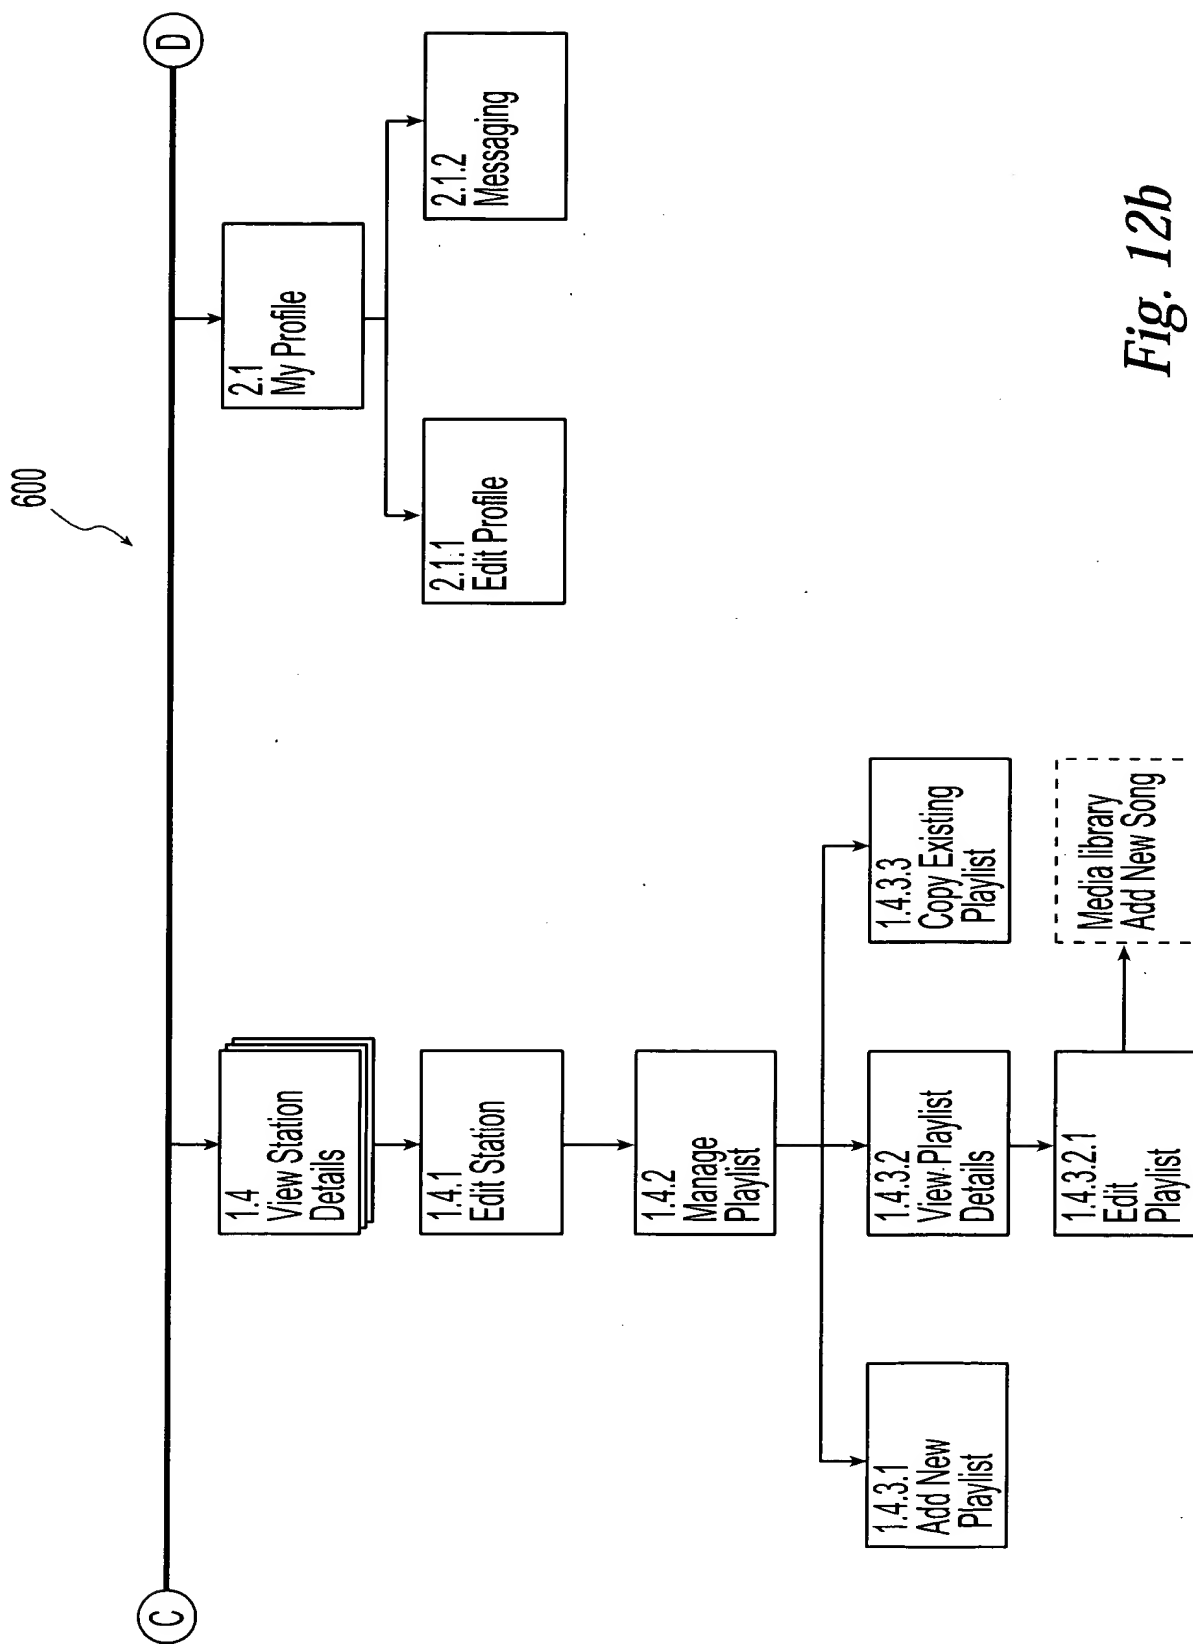 600
C
D
1.4
View Station
Details
1.4.1
Edit Station
1.4.2
Manage
Playlist
1.4.3.1
Add New
Playlist
1.4.3.2
View Playlist
Details
1.4.3.3
Copy Existing
Playlist
1.4.3.2.1
Edit
Playlist
Media library
Add New Song
2.1
My Profile
2.1.1
Edit Profile
2.1.2
Messaging
Fig. 12b